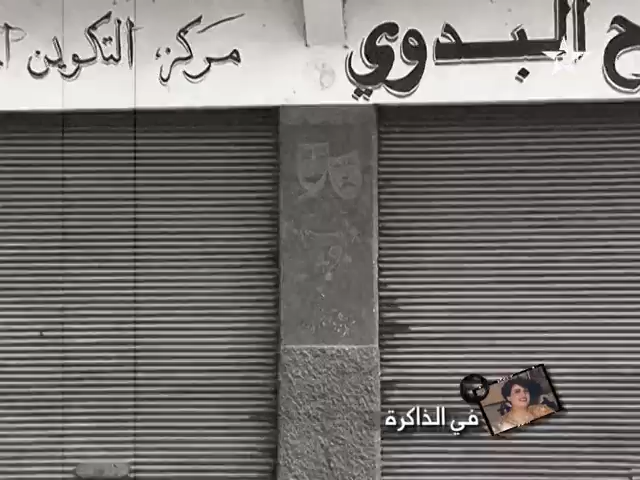 البدوي
مركز التكوين
في الذاكرة